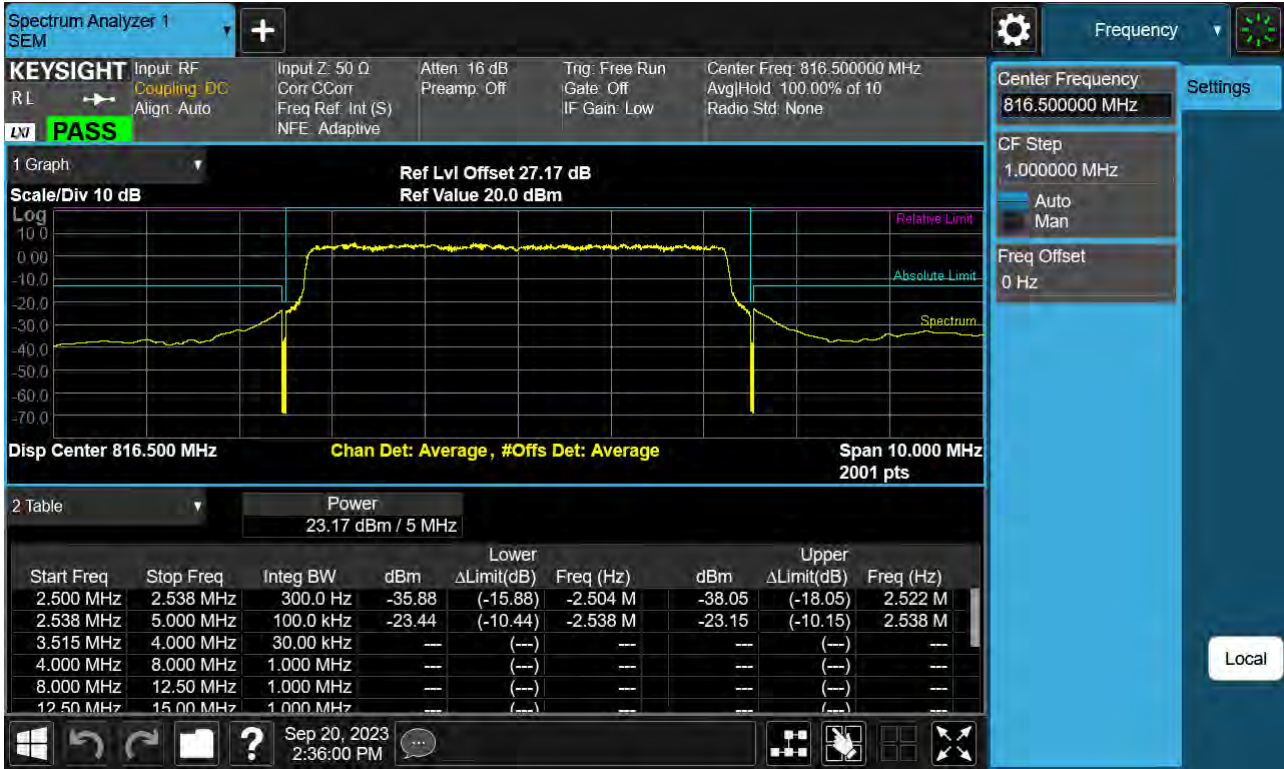 Spectrum Analyzer 1
SEM
Frequency
KEYSIGHT
R L
LXI
PASS
Input: RF
Coupling: DC
Align: Auto
Input Z: 50 Ω
Corr CCorr
Freq Ref: Int (S)
NFE: Adaptive
Atten: 16 dB
Preamp: Off
Trig: Free Run
Gate: Off
IF Gain: Low
Center Freq: 816.500000 MHz
Avg|Hold: 100.00% of 10
Radio Std: None
Center Frequency
816.500000 MHz
Settings
CF Step
1.000000 MHz
Auto
Man
Freq Offset
0 Hz
Local
1 Graph
Scale/Div 10 dB
Ref Lvl Offset 27.17 dB
Ref Value 20.0 dBm
Log
10.0
0.00
-10.0
-20.0
-30.0
-40.0
-50.0
-60.0
-70.0
Relative Limit
Absolute Limit
Spectrum
Disp Center 816.500 MHz Chan Det: Average, #Offs Det: Average Span 10.000 MHz
2001 pts
2 Table
Power
23.17 dBm / 5 MHz
Lower Upper
Start Freq Stop Freq Integ BW dBm ΔLimit(dB) Freq (Hz) dBm ΔLimit(dB) Freq (Hz)
2.500 MHz 2.538 MHz 300.0 Hz -35.88 (-15.88) -2.504 M -38.05 (-18.05) 2.522 M
2.538 MHz 5.000 MHz 100.0 kHz -23.44 (-10.44) -2.538 M -23.15 (-10.15) 2.538 M
3.515 MHz 4.000 MHz 30.00 kHz --- (---) --- --- (---) ---
4.000 MHz 8.000 MHz 1.000 MHz --- (---) --- --- (---) ---
8.000 MHz 12.50 MHz 1.000 MHz --- (---) --- --- (---) ---
12.50 MHz 15.00 MHz 1.000 MHz --- (---) --- --- (---) ---
Sep 20, 2023
2:36:00 PM